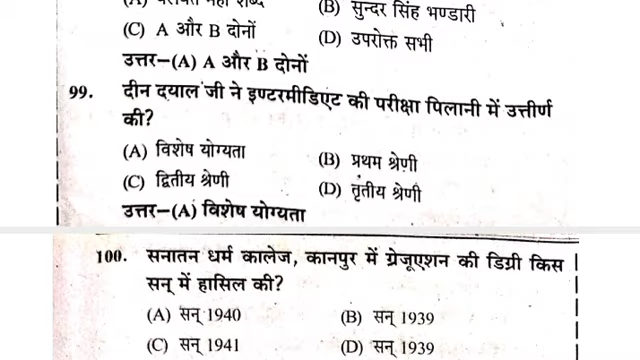 (B) सुन्दर सिंह भण्डारी
(C) A और B दोनों (D) उपरोक्त सभी
उत्तर–(A) A और B दोनों
99. दीन दयाल जी ने इण्टरमीडिएट की परीक्षा पिलानी में उत्तीर्ण
की?
(A) विशेष योग्यता (B) प्रथम श्रेणी
(C) द्वितीय श्रेणी (D) तृतीय श्रेणी
उत्तर–(A) विशेष योग्यता
100. सनातन धर्म कालेज, कानपुर में ग्रेजूएशन की डिग्री किस
सन् में हासिल की?
(A) सन् 1940 (B) सन् 1939
(C) सन् 1941 (D) सन् 1939